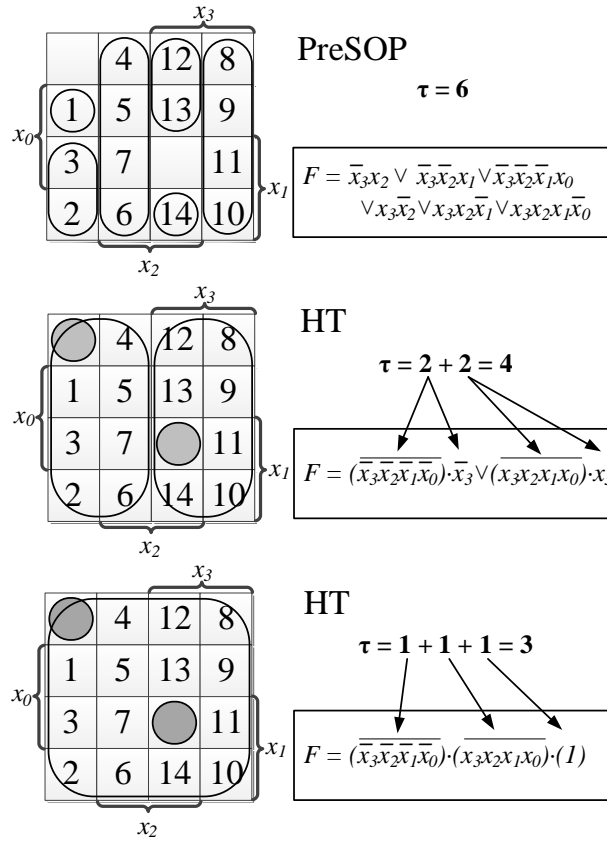 x₃
PreSOP
4 12 8
τ = 6
1 5 13 9
x₀
3 7 11
x₁
F = x̅₃x₂ ∨ x̅₃x̅₂x₁ ∨ x̅₃x̅₂x̅₁x₀
2 6 14 10
∨ x₃x̅₂ ∨ x₃x₂x̅₁ ∨ x₃x₂x₁x̅₀
x₂
x₃
HT
4 12 8
τ = 2 + 2 = 4
1 5 13 9
x₀
3 7 11
x₁
F = (\overline{x̅₃x̅₂x̅₁x̅₀})·x̅₃ ∨ (\overline{x₃x₂x₁x₀})·x
2 6 14 10
x₂
x₃
HT
4 12 8
τ = 1 + 1 + 1 = 3
1 5 13 9
x₀
3 7 11
x₁
F = (\overline{x̅₃x̅₂x̅₁x̅₀})·(\overline{x₃x₂x₁x₀})·(1)
2 6 14 10
x₂